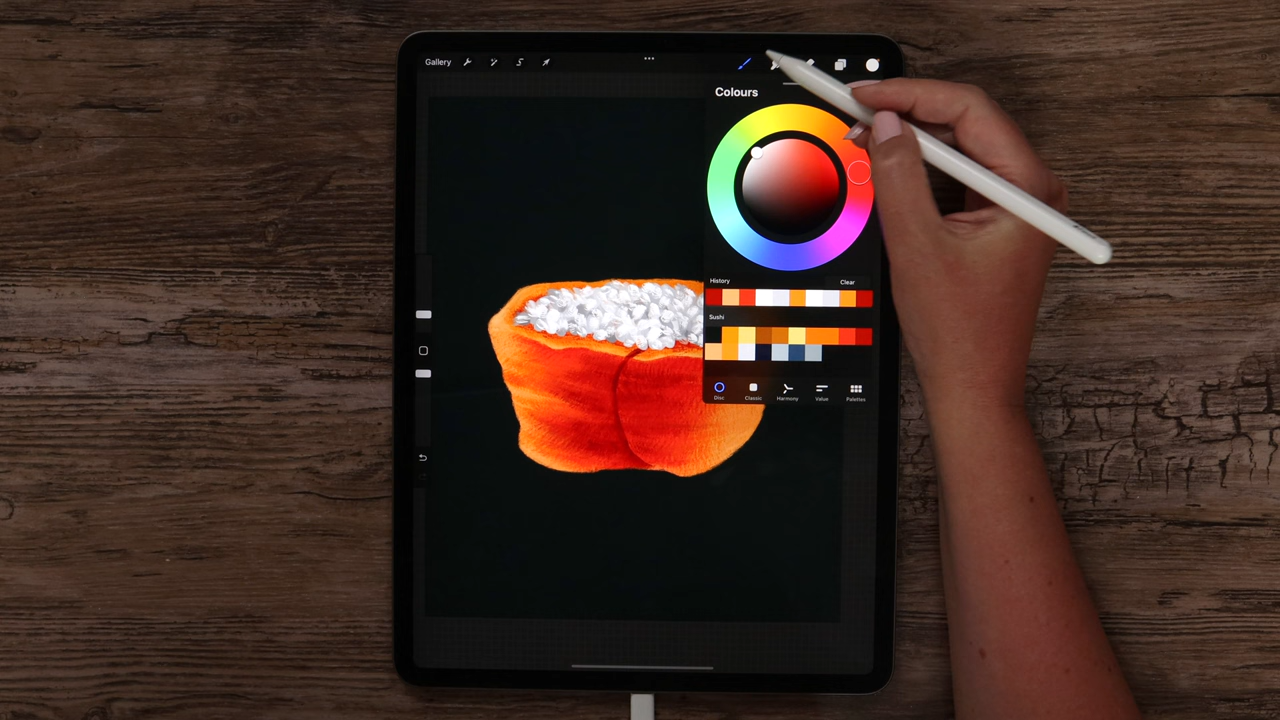 Gallery
Colours
History Clear
Sushi
Disc Classic Harmony Value Palettes